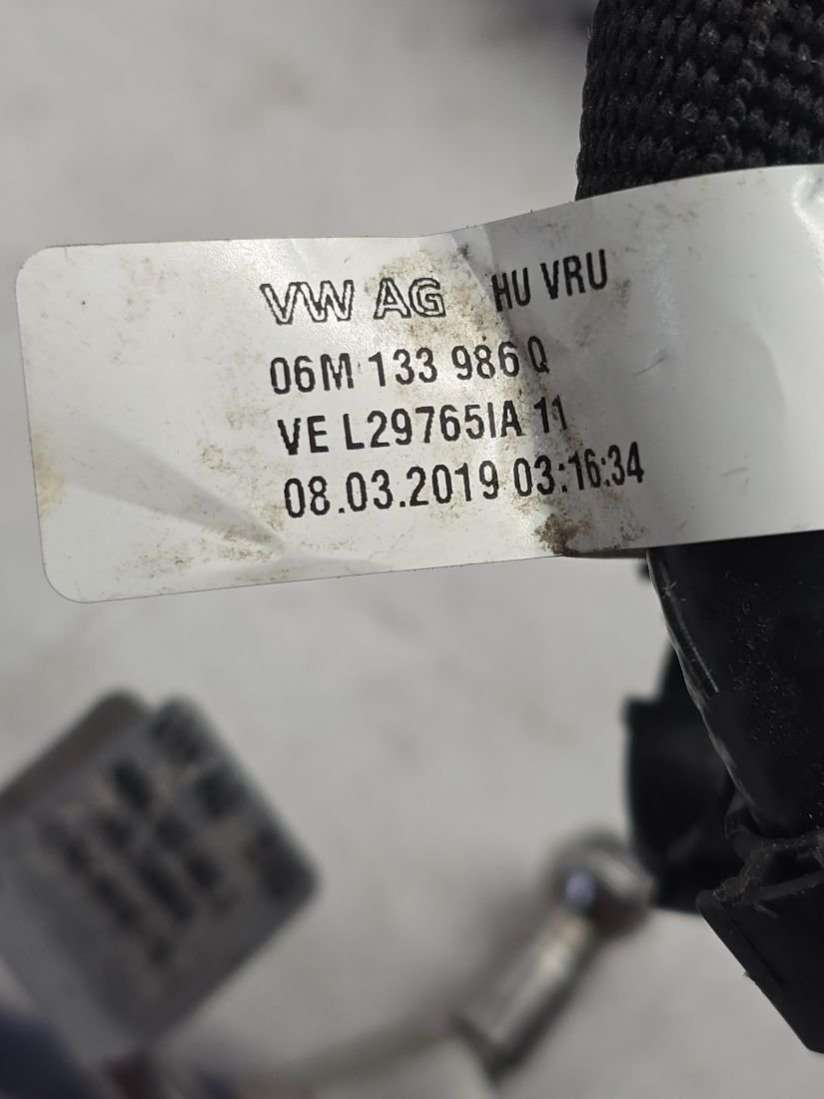 VW AG HU VRU
06M 133 986 Q
VE L29765IA 11
08.03.2019 03:16:34